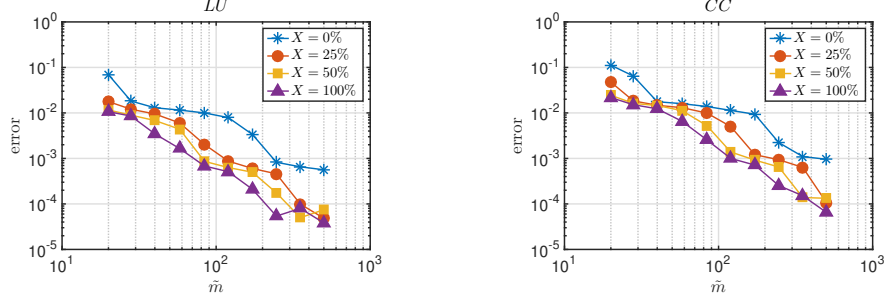 LU
10^0
10^-1
10^-2
10^-3
10^-4
10^-5
error
10^1
10^2
10^3
m̃
X = 0%
X = 25%
X = 50%
X = 100%
CC
10^0
10^-1
10^-2
10^-3
10^-4
10^-5
error
10^1
10^2
10^3
m̃
X = 0%
X = 25%
X = 50%
X = 100%